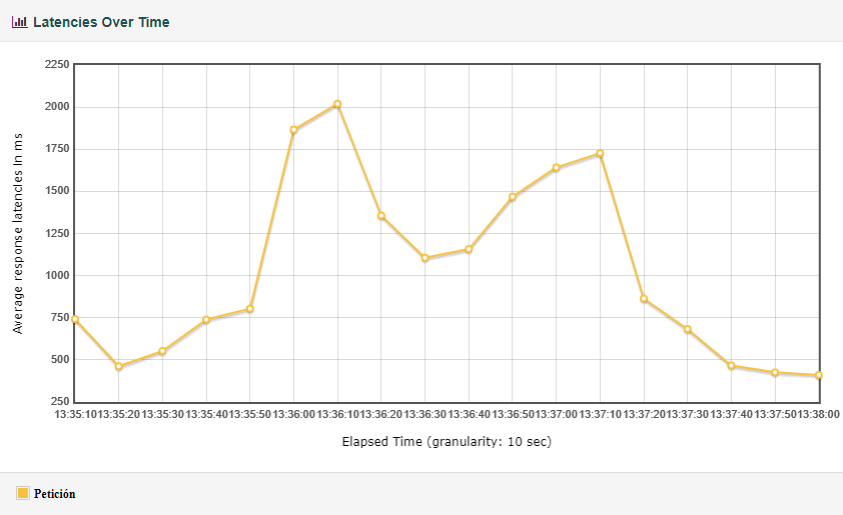 Latencies Over Time
2250
2000
1750
1500
1250
1000
750
500
250
Average response latencies in ms
13:35:10 13:35:20 13:35:30 13:35:40 13:35:50 13:36:00 13:36:10 13:36:20 13:36:30 13:36:40 13:36:50 13:37:00 13:37:10 13:37:20 13:37:30 13:37:40 13:37:50 13:38:00
Elapsed Time (granularity: 10 sec)
Petición